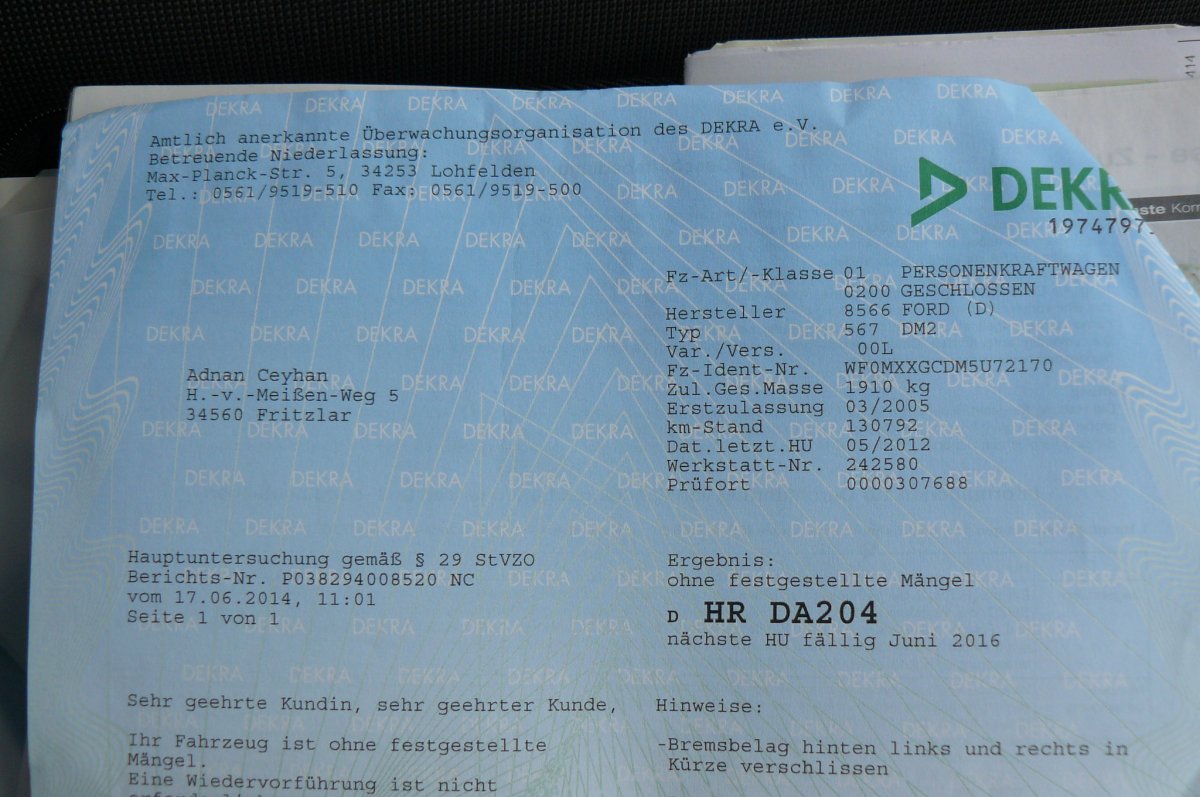 Amtlich anerkannte Überwachungsorganisation des DEKRA e.V.
Betreuende Niederlassung:
Max-Planck-Str. 5, 34253 Lohfelden
Tel.: 0561/9519-510 Fax: 0561/9519-500
DEKR
1974797
Fz-Art/-Klasse 01 PERSONENKRAFTWAGEN
0200 GESCHLOSSEN
Hersteller 8566 FORD (D)
Typ 567 DM2
Var./Vers. 00L
Fz-Ident-Nr. WF0MXXGCDM5U72170
Zul.Ges.Masse 1910 kg
Erstzulassung 03/2005
km-Stand 130792
Dat.letzt.HU 05/2012
Werkstatt-Nr. 242580
Prüfort 0000307688
Adnan Ceyhan
H.-v.-Meißen-Weg 5
34560 Fritzlar
Hauptuntersuchung gemäß § 29 StVZO
Berichts-Nr. P038294008520 NC
vom 17.06.2014, 11:01
Seite 1 von 1
Ergebnis:
ohne festgestellte Mängel
D HR DA204
nächste HU fällig Juni 2016
Sehr geehrte Kundin, sehr geehrter Kunde,
Ihr Fahrzeug ist ohne festgestellte
Mängel.
Eine Wiedervorführung ist nicht
Hinweise:
-Bremsbelag hinten links und rechts in
Kürze verschlissen
414